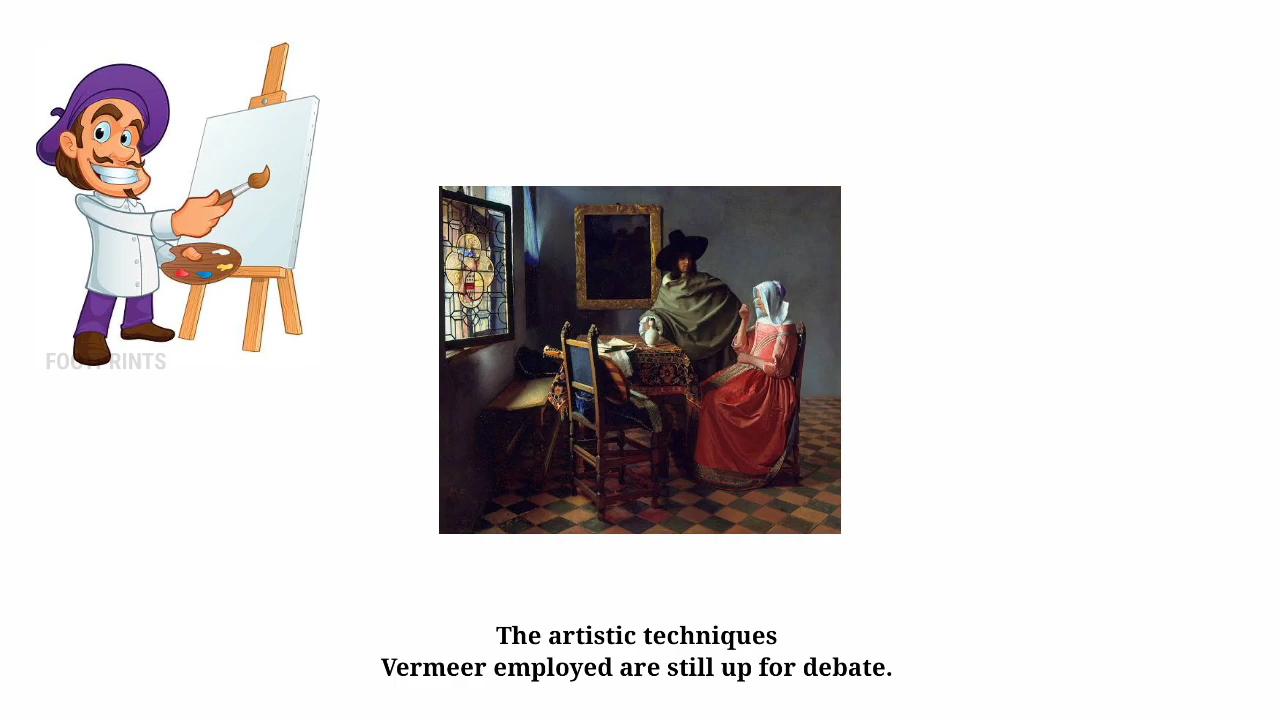 FOOTPRINTS
The artistic techniques
Vermeer employed are still up for debate.